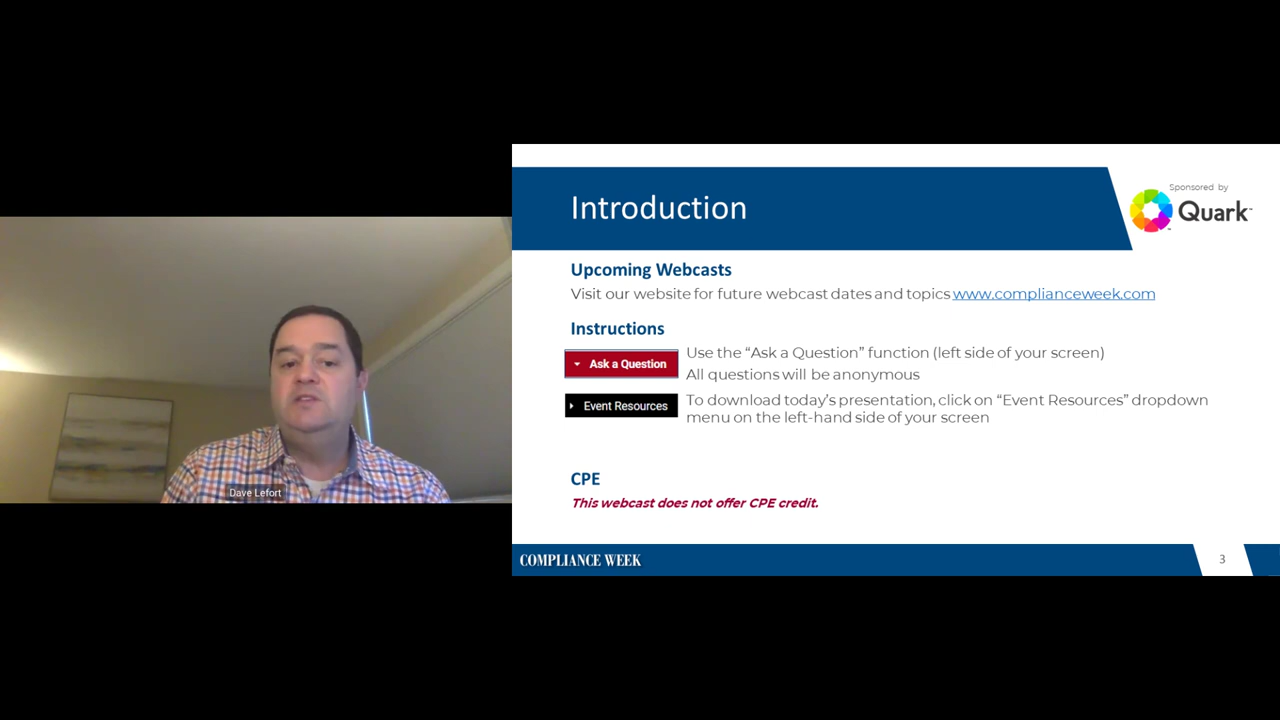 Dave Lefort
Introduction
Sponsored by
Quark™
Upcoming Webcasts
Visit our website for future webcast dates and topics www.complianceweek.com
Instructions
Ask a Question
Use the “Ask a Question” function (left side of your screen)
All questions will be anonymous
Event Resources
To download today’s presentation, click on “Event Resources” dropdown
menu on the left-hand side of your screen
CPE
This webcast does not offer CPE credit.
COMPLIANCE WEEK
3